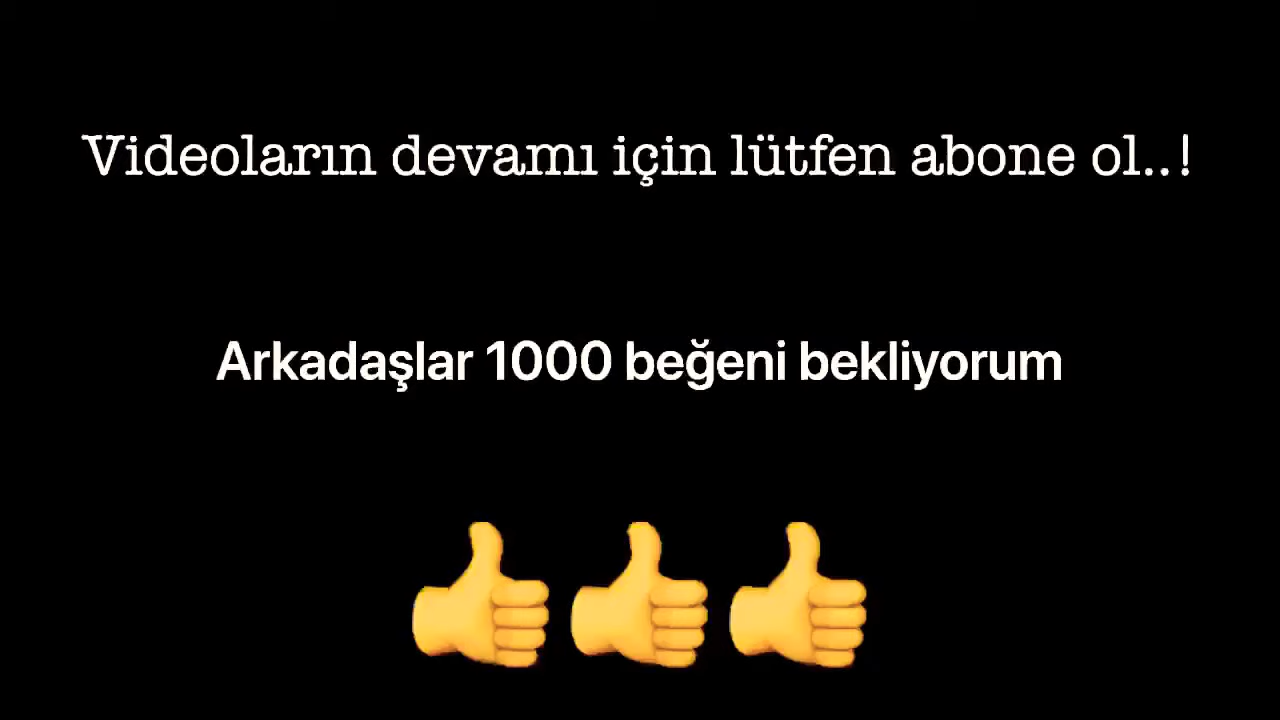 Videoların devamı için lütfen abone ol..!
Arkadaşlar 1000 beğeni bekliyorum
👍👍👍